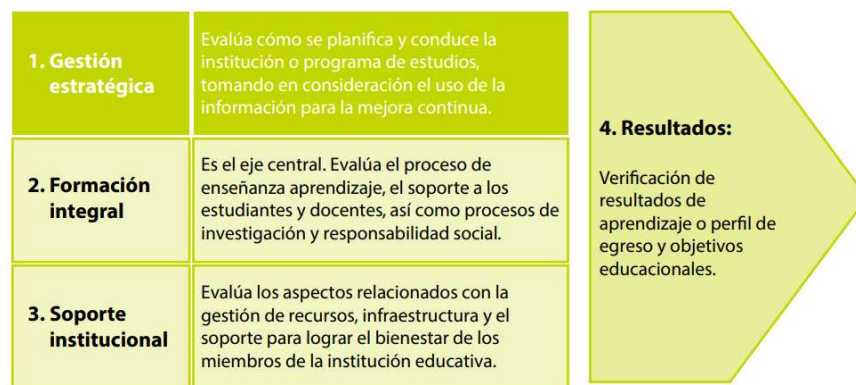 1. Gestión
estratégica
Evalúa cómo se planifica y conduce la
institución o programa de estudios,
tomando en consideración el uso de la
información para la mejora continua.
2. Formación
integral
Es el eje central. Evalúa el proceso de
enseñanza aprendizaje, el soporte a los
estudiantes y docentes, así como procesos de
investigación y responsabilidad social.
3. Soporte
institucional
Evalúa los aspectos relacionados con la
gestión de recursos, infraestructura y el
soporte para lograr el bienestar de los
miembros de la institución educativa.
4. Resultados:
Verificación de
resultados de
aprendizaje o perfil de
egreso y objetivos
educacionales.